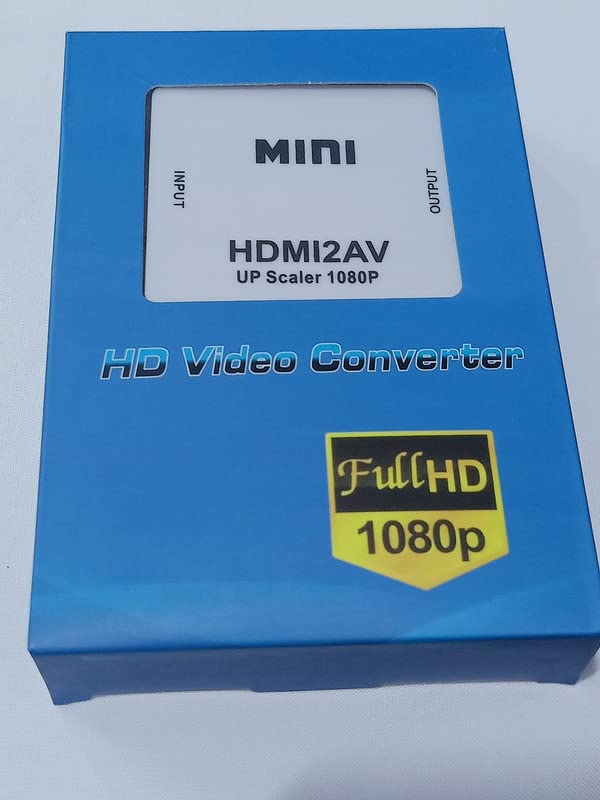 MINI
INPUT
OUTPUT
HDMI2AV
UP Scaler 1080P
HD Video Converter
Full HD
1080p